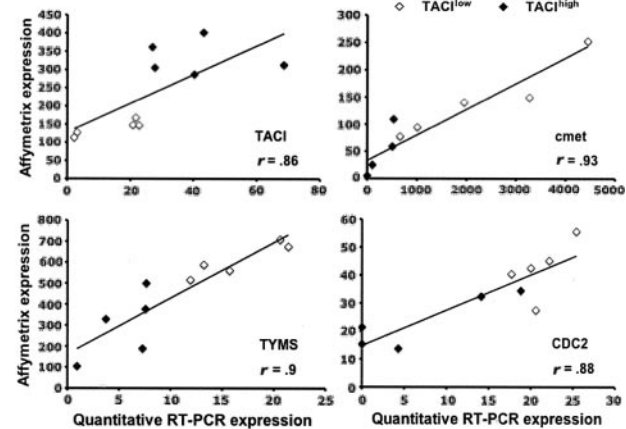 ◇ TACIlow ◆ TACIhigh
Affymetrix expression
450
400
350
300
250
200
150
100
50
0
0 20 40 60 80
TACI
r = .86
300
250
200
150
100
50
0
0 1000 2000 3000 4000 5000
cmet
r = .93
Affymetrix expression
800
700
600
500
400
300
200
100
0
0 5 10 15 20 25
TYMS
r = .9
Quantitative RT-PCR expression
60
50
40
30
20
10
0
0 5 10 15 20 25 30
CDC2
r = .88
Quantitative RT-PCR expression